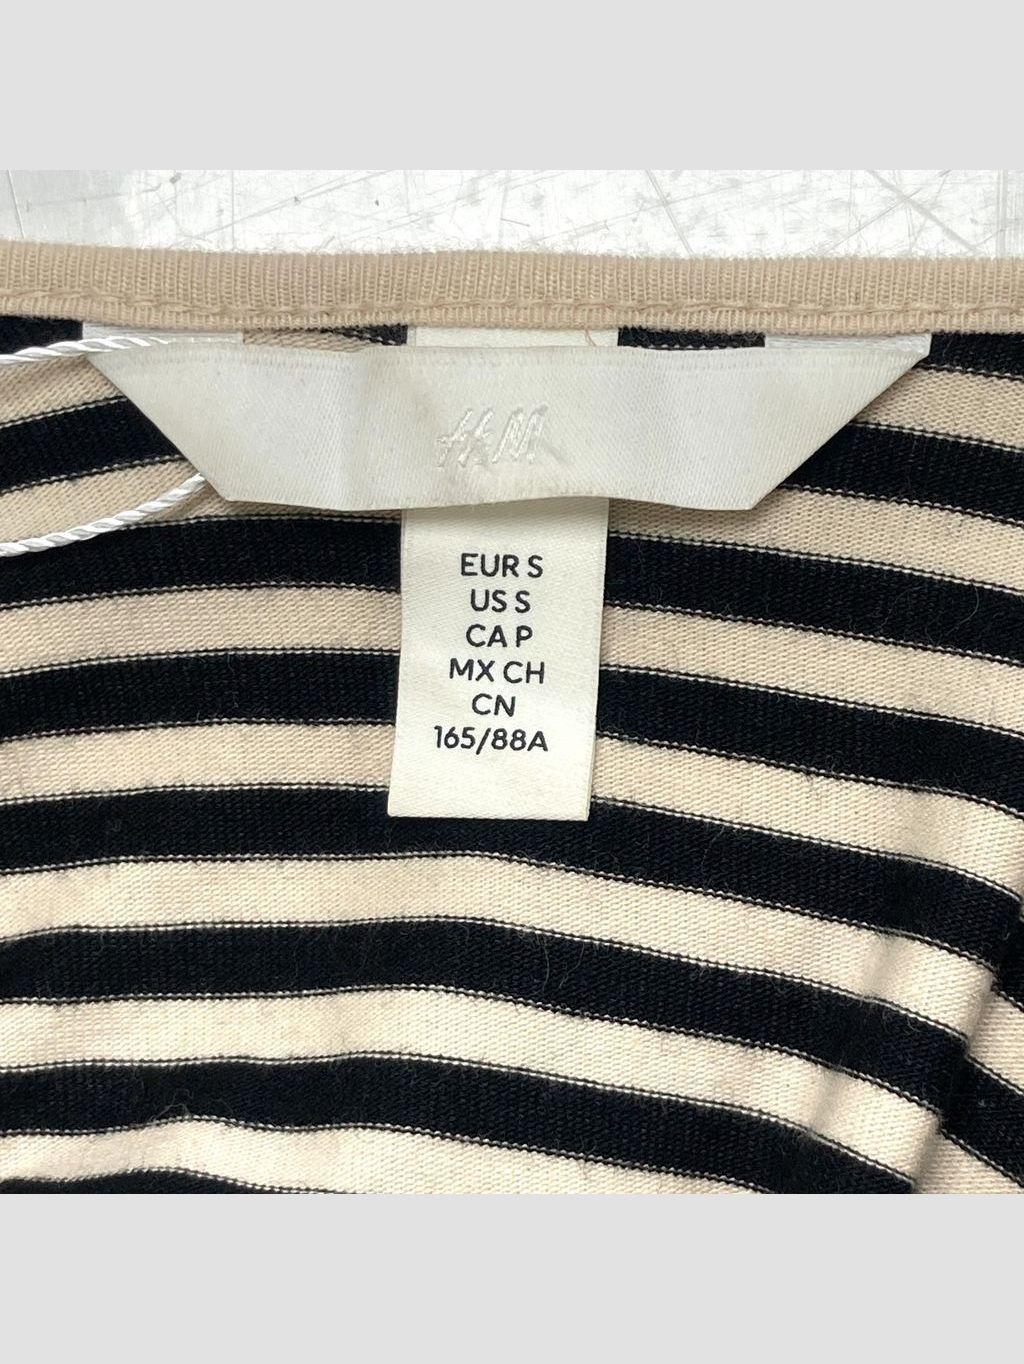 H&M
EUR S
US S
CA P
MX CH
CN
165/88A